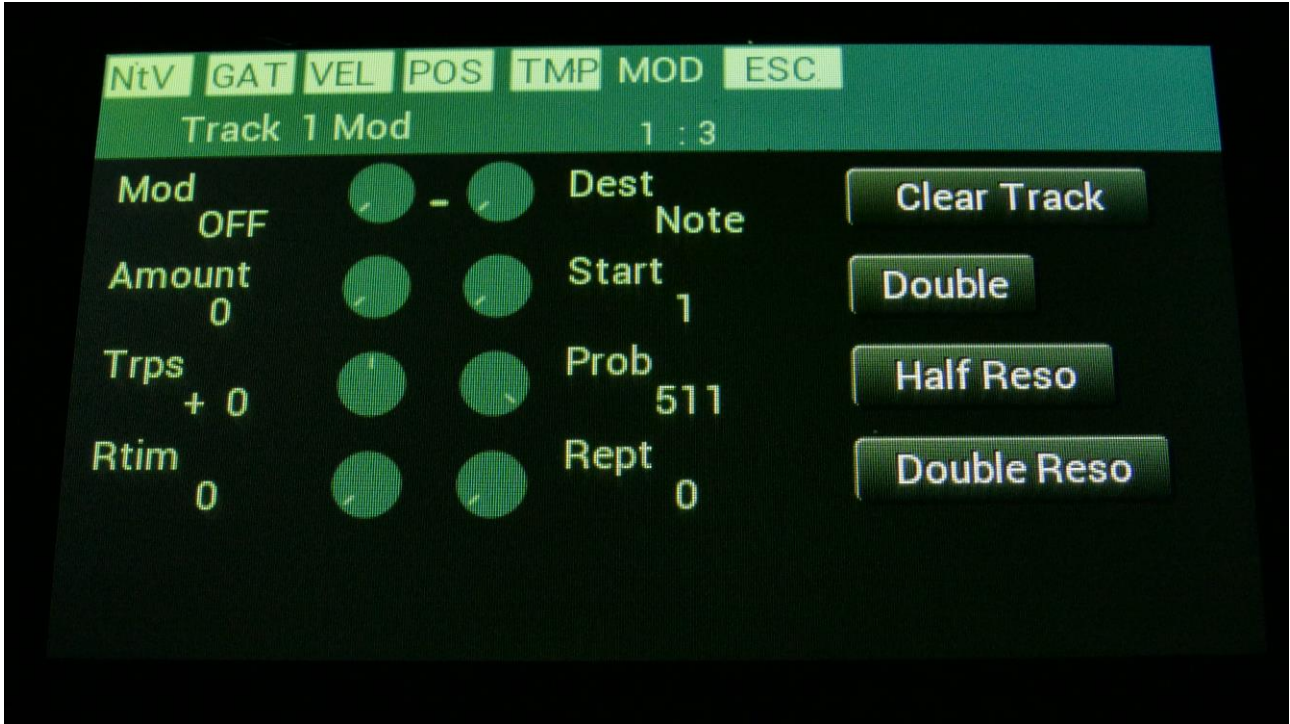 NtV GAT VEL POS TMP MOD ESC
Track 1 Mod 1 : 3
Mod - Dest Clear Track
OFF Note
Amount Start Double
0 1
Trps Prob Half Reso
+ 0 511
Rtim Rept Double Reso
0 0